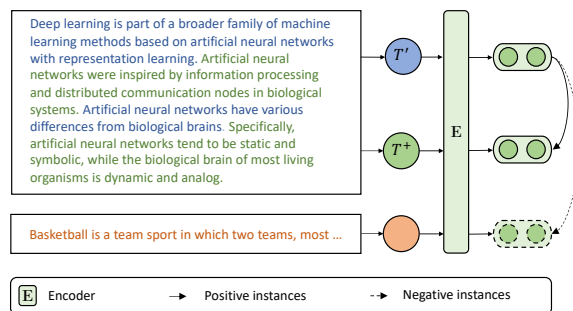 Deep learning is part of a broader family of machine
learning methods based on artificial neural networks
with representation learning. Artificial neural
networks were inspired by information processing
and distributed communication nodes in biological
systems. Artificial neural networks have various
differences from biological brains. Specifically,
artificial neural networks tend to be static and
symbolic, while the biological brain of most living
organisms is dynamic and analog.
T′
E
T+
Basketball is a team sport in which two teams, most ...
E Encoder Positive instances Negative instances